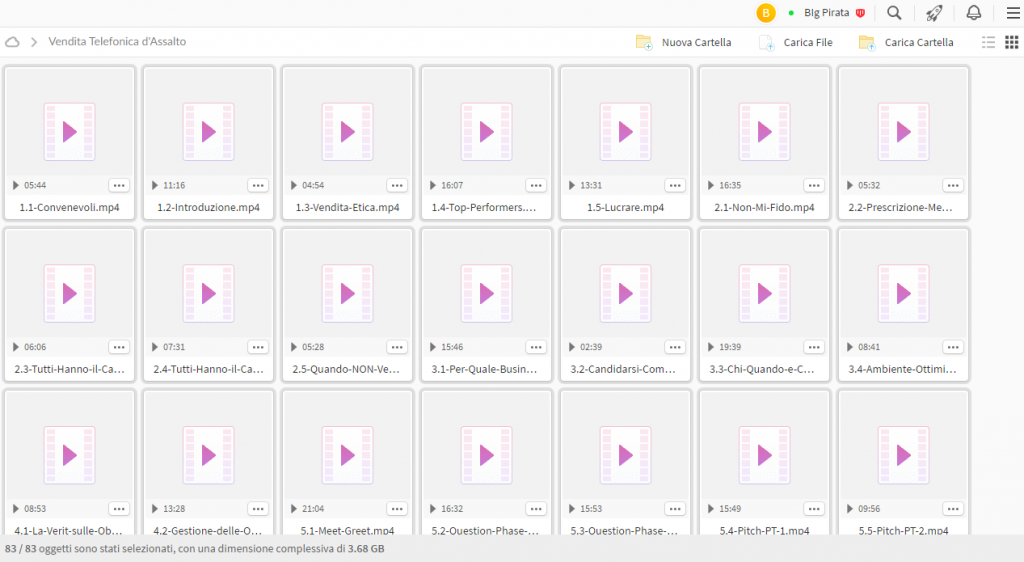 B BIg Pirata
Vendita Telefonica d'Assalto Nuova Cartella Carica File Carica Cartella
05:44 11:16 04:54 16:07 13:31 16:35 05:32
1.1-Convenevoli.mp4 1.2-Introduzione.mp4 1.3-Vendita-Etica.mp4 1.4-Top-Performers.... 1.5-Lucrare.mp4 2.1-Non-Mi-Fido.mp4 2.2-Prescrizione-Me...
06:06 07:31 05:28 15:46 02:39 19:39 08:41
2.3-Tutti-Hanno-il-Ca... 2.4-Tutti-Hanno-il-Ca... 2.5-Quando-NON-Ve... 3.1-Per-Quale-Busin... 3.2-Candidarsi-Com... 3.3-Chi-Quando-e-C... 3.4-Ambiente-Ottimi...
08:53 13:28 21:04 16:32 15:53 15:49 09:56
4.1-La-Verit-sulle-Ob... 4.2-Gestione-delle-O... 5.1-Meet-Greet.mp4 5.2-Question-Phase-... 5.3-Question-Phase-... 5.4-Pitch-PT-1.mp4 5.5-Pitch-PT-2.mp4
83 / 83 oggetti sono stati selezionati, con una dimensione complessiva di 3.68 GB